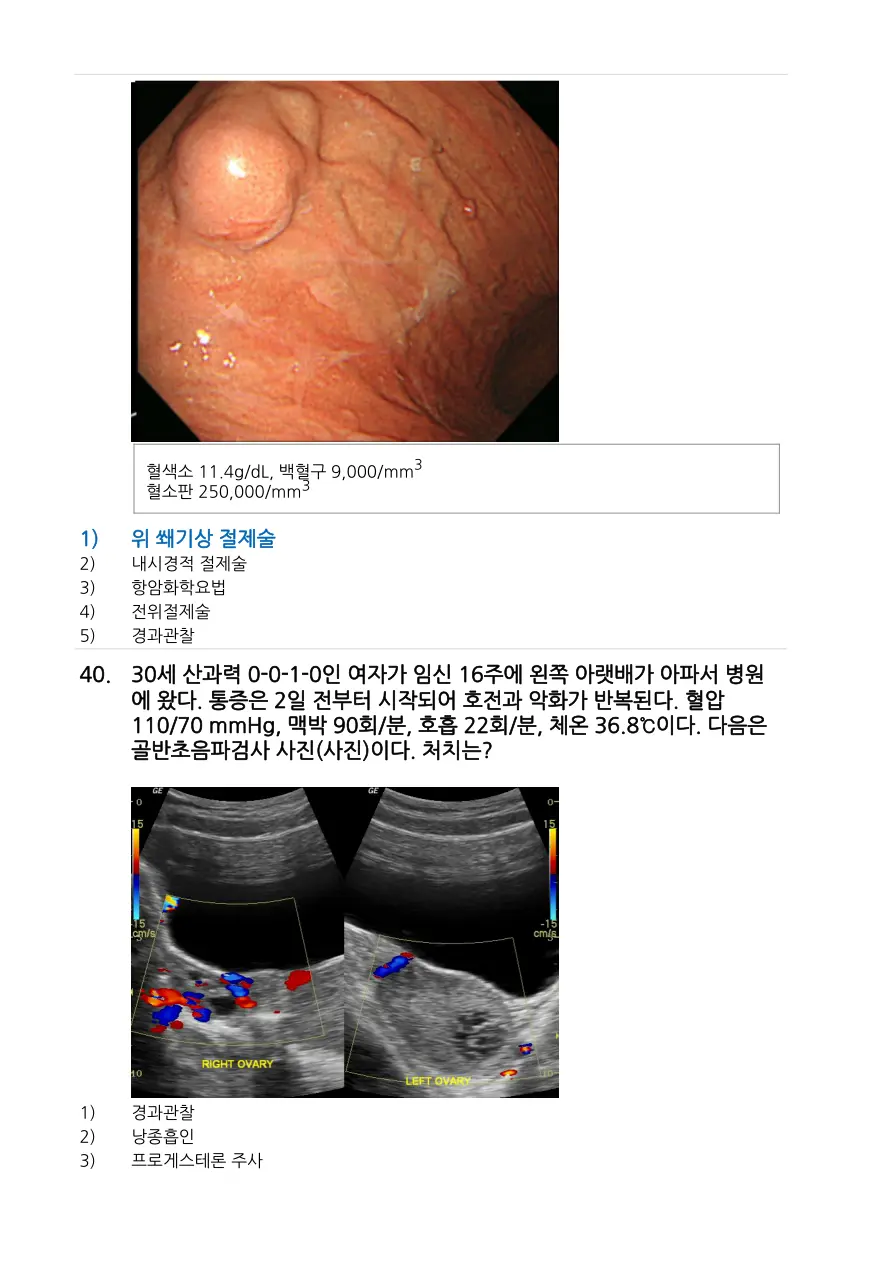 혈색소 11.4g/dL, 백혈구 9,000/mm3
혈소판 250,000/mm3
1) 위 쐐기상 절제술
2) 내시경적 절제술
3) 항암화학요법
4) 전위절제술
5) 경과관찰
40. 30세 산과력 0-0-1-0인 여자가 임신 16주에 왼쪽 아랫배가 아파서 병원
에 왔다. 통증은 2일 전부터 시작되어 호전과 악화가 반복된다. 혈압
110/70 mmHg, 맥박 90회/분, 호흡 22회/분, 체온 36.8℃이다. 다음은
골반초음파검사 사진(사진)이다. 처치는?
GE
GE
0
0
15
15
-15
cm/s
-15
cm/s
5
5
10
10
RIGHT OVARY
LEFT OVARY
1) 경과관찰
2) 낭종흡인
3) 프로게스테론 주사